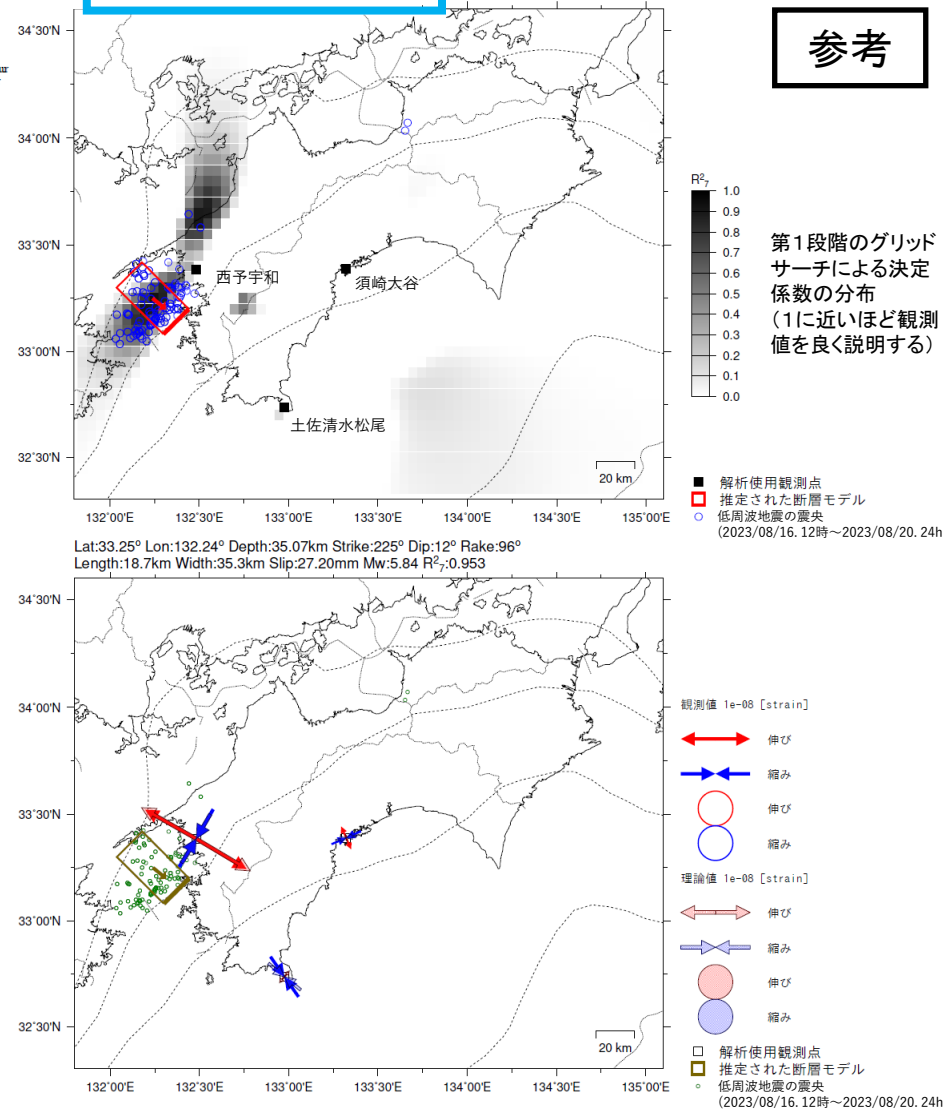 参考
34°30'N
34°00'N
33°30'N
33°00'N
32°30'N
132°00'E
132°30'E
133°00'E
133°30'E
134°00'E
134°30'E
135°00'E
西予宇和
須崎大谷
土佐清水松尾
20 km
R²₇
1.0
0.9
0.8
0.7
0.6
0.5
0.4
0.3
0.2
0.1
0.0
第1段階のグリッド
サーチによる決定
係数の分布
(1に近いほど観測
値を良く説明する)
解析使用観測点
推定された断層モデル
低周波地震の震央
(2023/08/16. 12時～2023/08/20. 24h
Lat:33.25° Lon:132.24° Depth:35.07km Strike:225° Dip:12° Rake:96°
Length:18.7km Width:35.3km Slip:27.20mm Mw:5.84 R²₇:0.953
34°30'N
34°00'N
33°30'N
33°00'N
32°30'N
132°00'E
132°30'E
133°00'E
133°30'E
134°00'E
134°30'E
135°00'E
20 km
観測値 1e-08 [strain]
伸び
縮み
伸び
縮み
理論値 1e-08 [strain]
伸び
縮み
伸び
縮み
解析使用観測点
推定された断層モデル
低周波地震の震央
(2023/08/16. 12時～2023/08/20. 24h